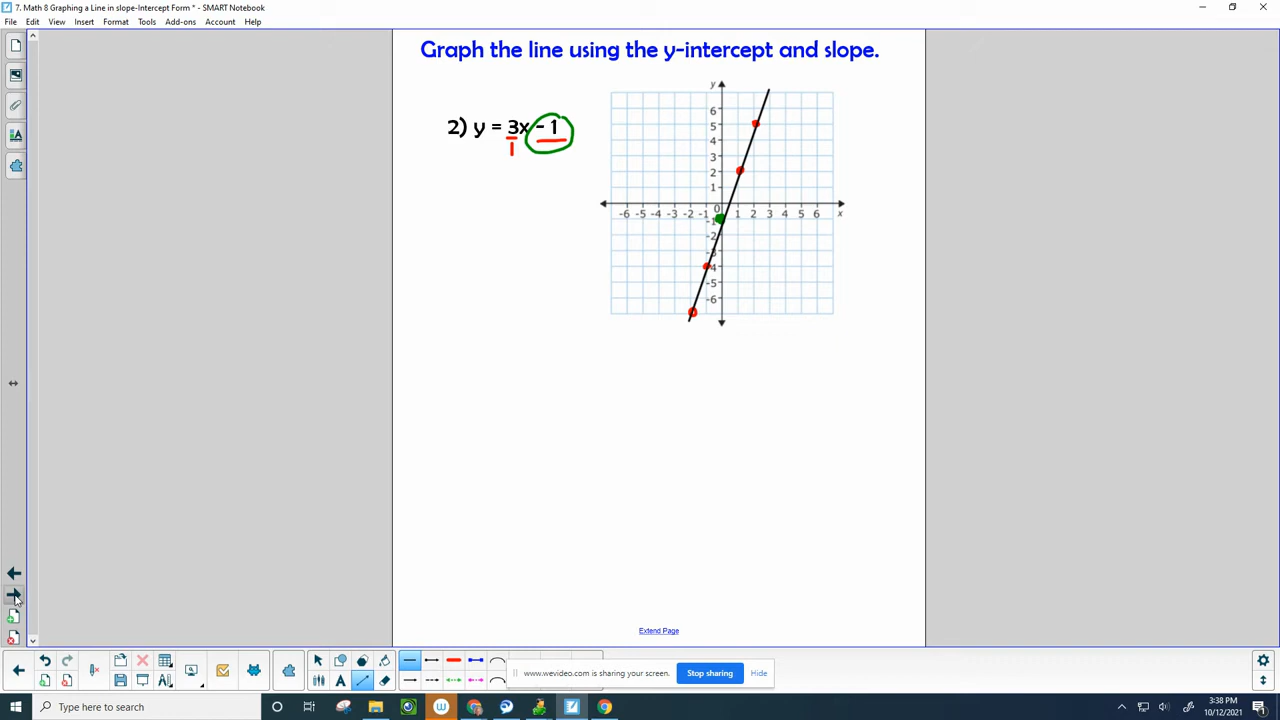 7. Math 8 Graphing a Line in slope-Intercept Form * - SMART Notebook
File Edit View Insert Format Tools Add-ons Account Help
Graph the line using the y-intercept and slope.
2) y = 3x - 1
1
y
6
5
4
3
2
1
0
-6 -5 -4 -3 -2 -1 1 2 3 4 5 6 x
-1
-2
-3
-4
-5
-6
Extend Page
www.wevideo.com is sharing your screen. Stop sharing Hide
Type here to search
3:38 PM
10/12/2021